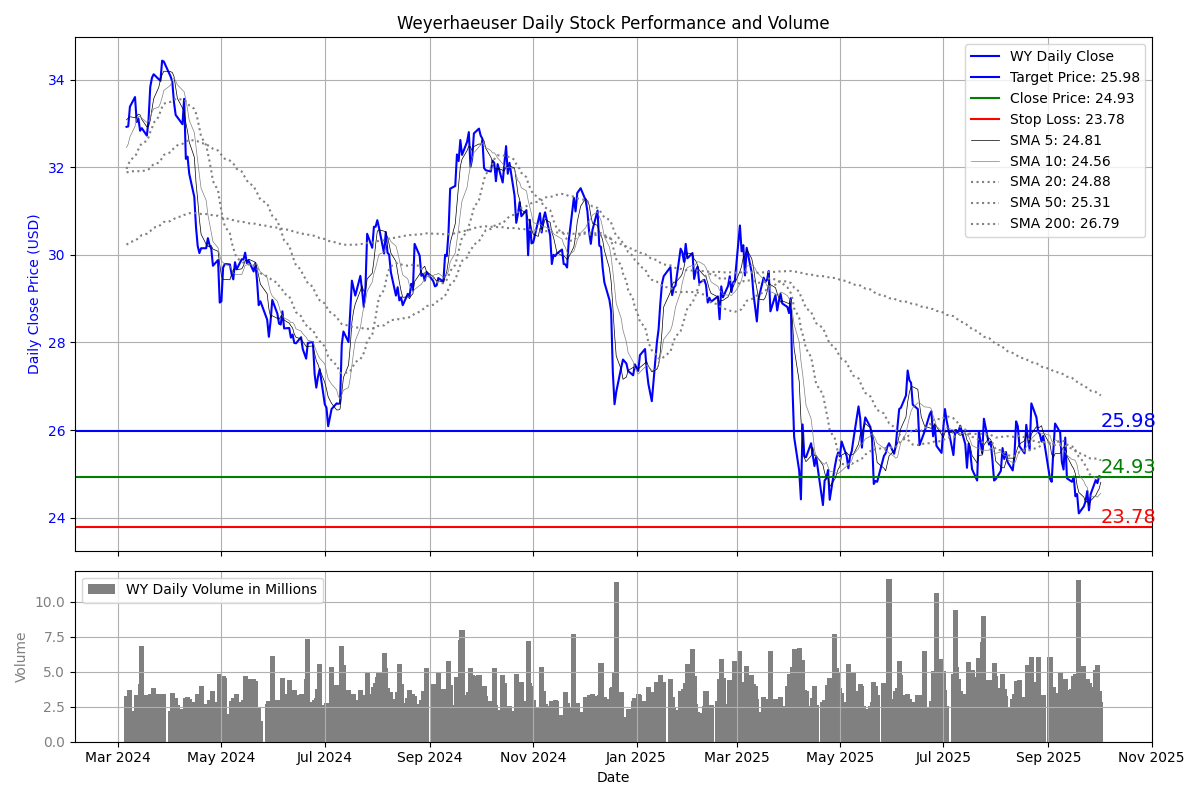 Weyerhaeuser Daily Stock Performance and Volume
Daily Close Price (USD)
34
32
30
28
26
24
WY Daily Close
Target Price: 25.98
Close Price: 24.93
Stop Loss: 23.78
SMA 5: 24.81
SMA 10: 24.56
SMA 20: 24.88
SMA 50: 25.31
SMA 200: 26.79
25.98
24.93
23.78
WY Daily Volume in Millions
Volume
10.0
7.5
5.0
2.5
0.0
Mar 2024 May 2024 Jul 2024 Sep 2024 Nov 2024 Jan 2025 Mar 2025 May 2025 Jul 2025 Sep 2025 Nov 2025
Date